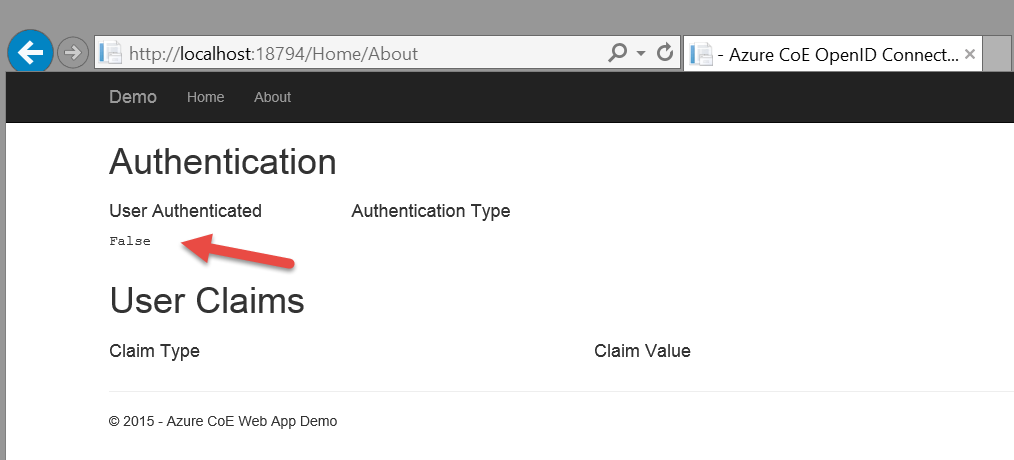 http://localhost:18794/Home/About
- Azure CoE OpenID Connect...
Demo Home About
Authentication
User Authenticated Authentication Type
False
User Claims
Claim Type Claim Value
© 2015 - Azure CoE Web App Demo